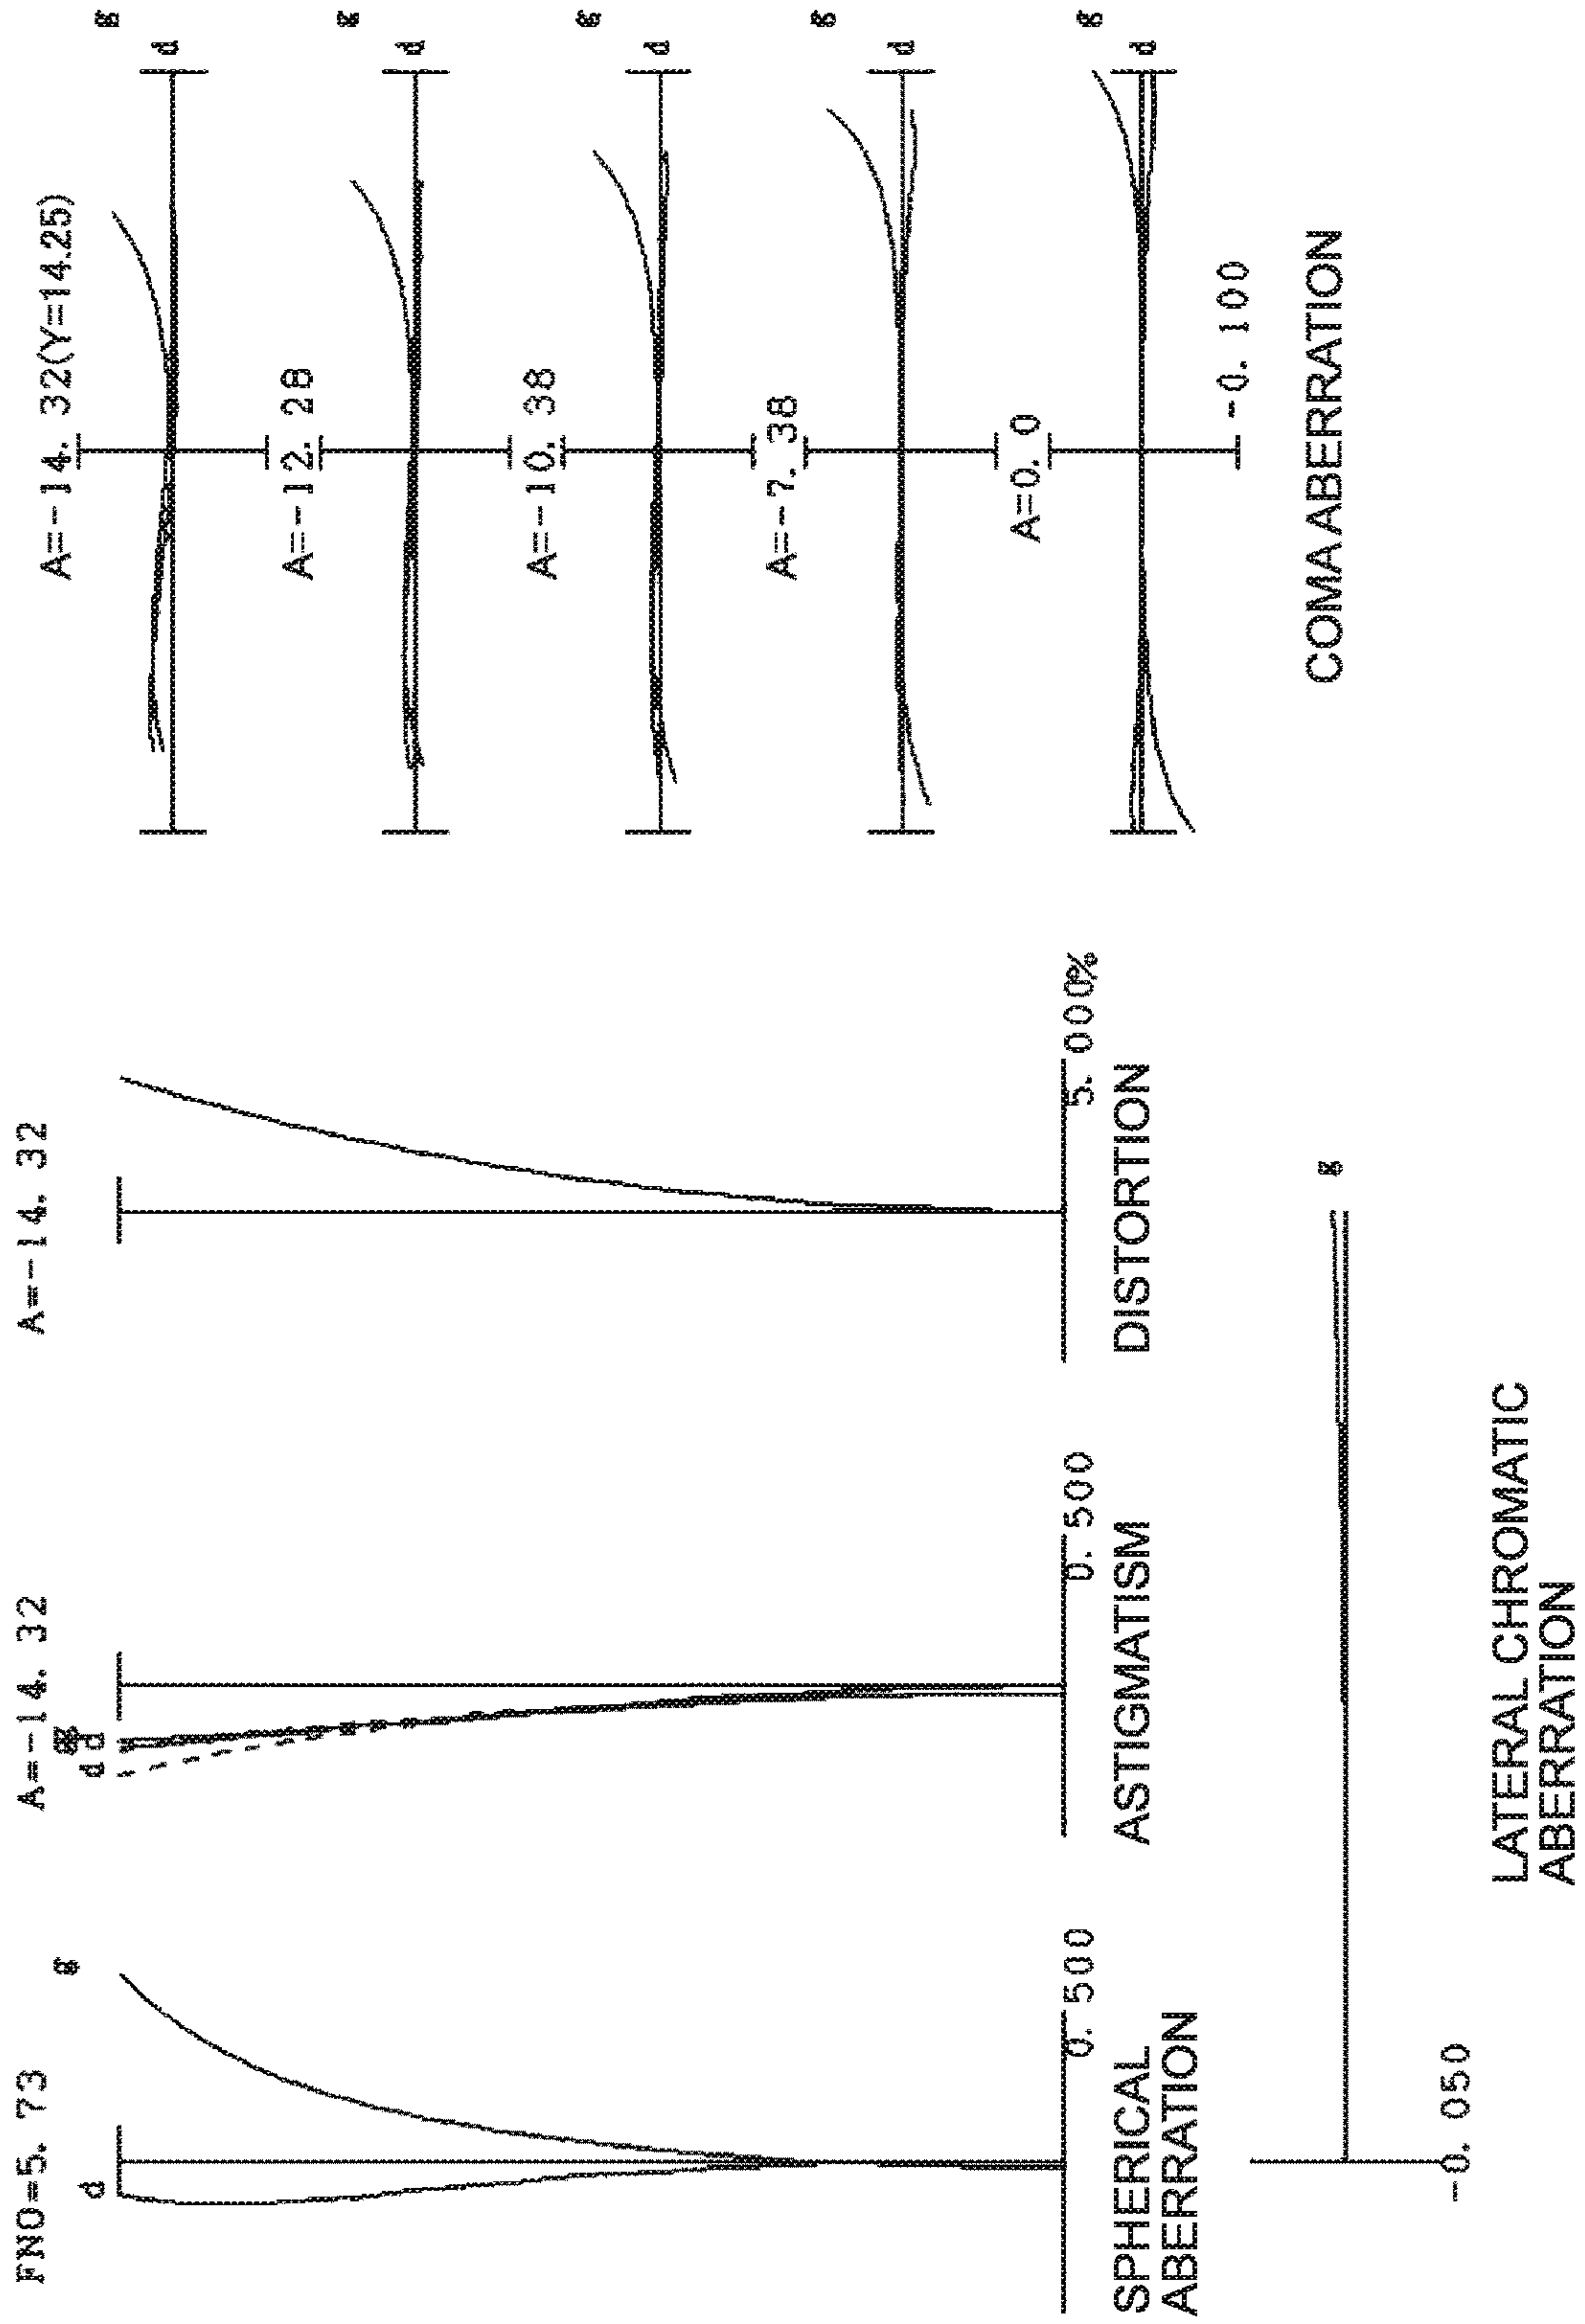 FNO=5. 73
d
g
0. 500
SPHERICAL
ABERRATION
A=-14. 32
d
d
g
0. 500
ASTIGMATISM
A=-14. 32
5. 000%
DISTORTION
g
-0. 050
LATERAL CHROMATIC
ABERRATION
A=-14. 32(Y=14.25)
g
d
A=-12. 28
g
d
A=-10. 38
g
d
A=-7. 38
g
d
A=0. 0
g
d
-0. 100
COMA ABERRATION